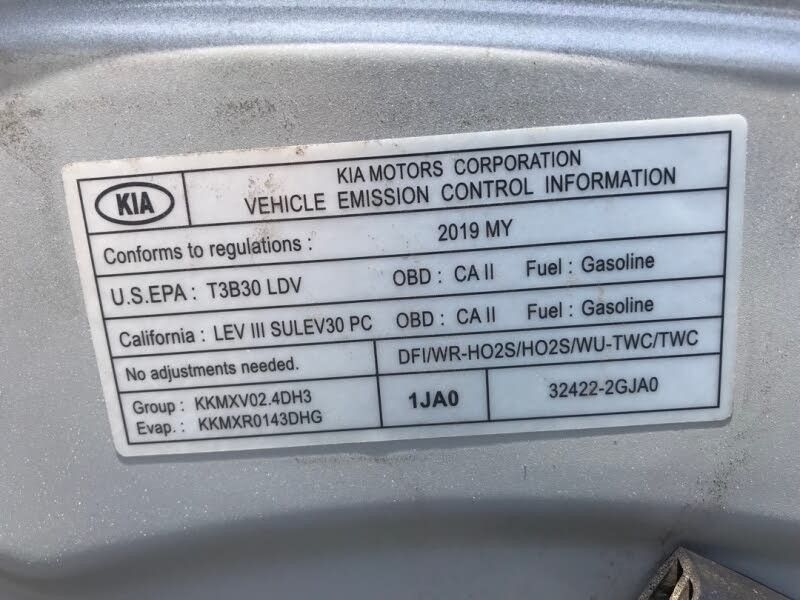 KIA
KIA MOTORS CORPORATION
VEHICLE EMISSION CONTROL INFORMATION
Conforms to regulations : 2019 MY
U.S.EPA : T3B30 LDV OBD : CA II Fuel : Gasoline
California : LEV III SULEV30 PC OBD : CA II Fuel : Gasoline
No adjustments needed. DFI/WR-HO2S/HO2S/WU-TWC/TWC
Group : KKMXV02.4DH3
Evap. : KKMXR0143DHG
1JA0
32422-2GJA0